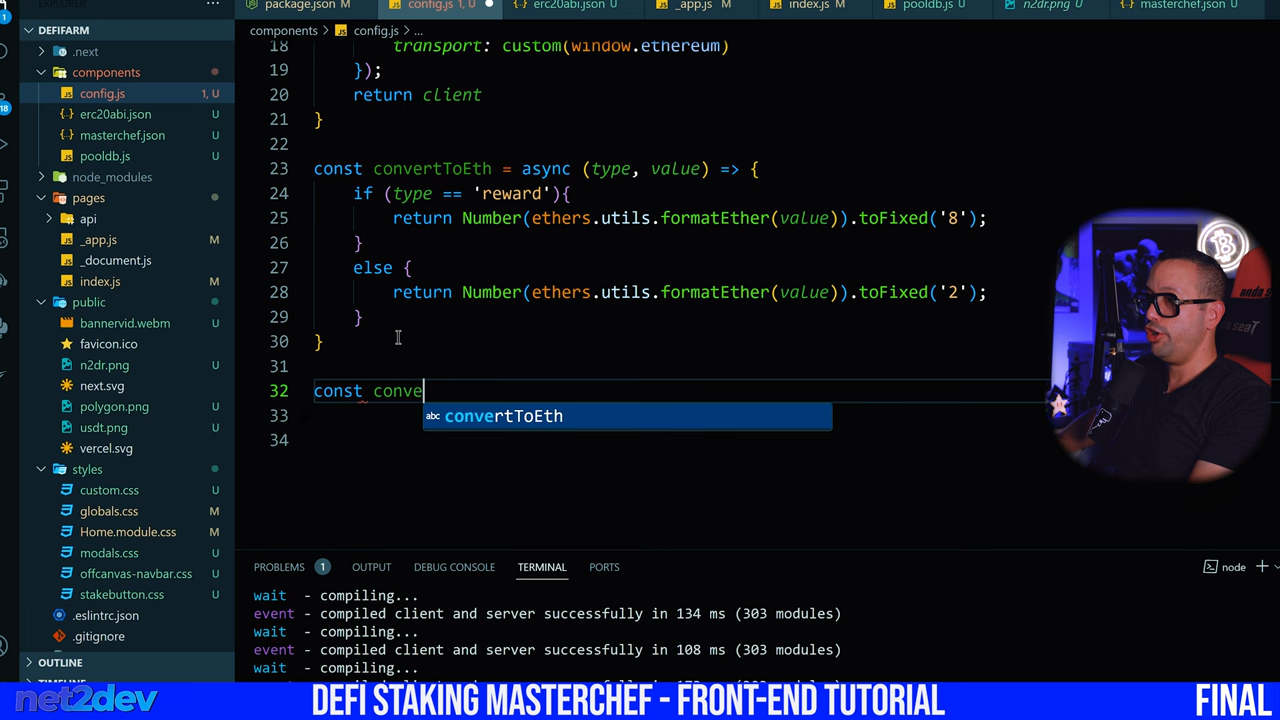 EXPLORER
package.json M
config.js 1, U
erc20abi.json U
_app.js M
index.js M
pooldb.js U
n2dr.png U
masterchef.json U
DEFIFARM
components > config.js > ...
.next
components
config.js 1, U
erc20abi.json U
masterchef.json U
pooldb.js U
node_modules
pages
api
_app.js M
_document.js
index.js M
public
bannervid.webm U
favicon.ico
n2dr.png U
next.svg
polygon.png U
usdt.png U
vercel.svg
styles
custom.css U
globals.css M
Home.module.css M
modals.css U
offcanvas-navbar.css U
stakebutton.css U
.eslintrc.json
.gitignore
OUTLINE
TIMELINE
18
18 transport: custom(window.ethereum)
19 });
20 return client
21 }
22
23 const convertToEth = async (type, value) => {
24 if (type == 'reward'){
25 return Number(ethers.utils.formatEther(value)).toFixed('8');
26 }
27 else {
28 return Number(ethers.utils.formatEther(value)).toFixed('2');
29 }
30 }
31
32 const conve
33
34
abc convertToEth
PROBLEMS 1 OUTPUT DEBUG CONSOLE TERMINAL PORTS
node
wait - compiling...
event - compiled client and server successfully in 134 ms (303 modules)
wait - compiling...
event - compiled client and server successfully in 108 ms (303 modules)
wait - compiling...
net2dev
DEFI STAKING MASTERCHEF - FRONT-END TUTORIAL
FINAL